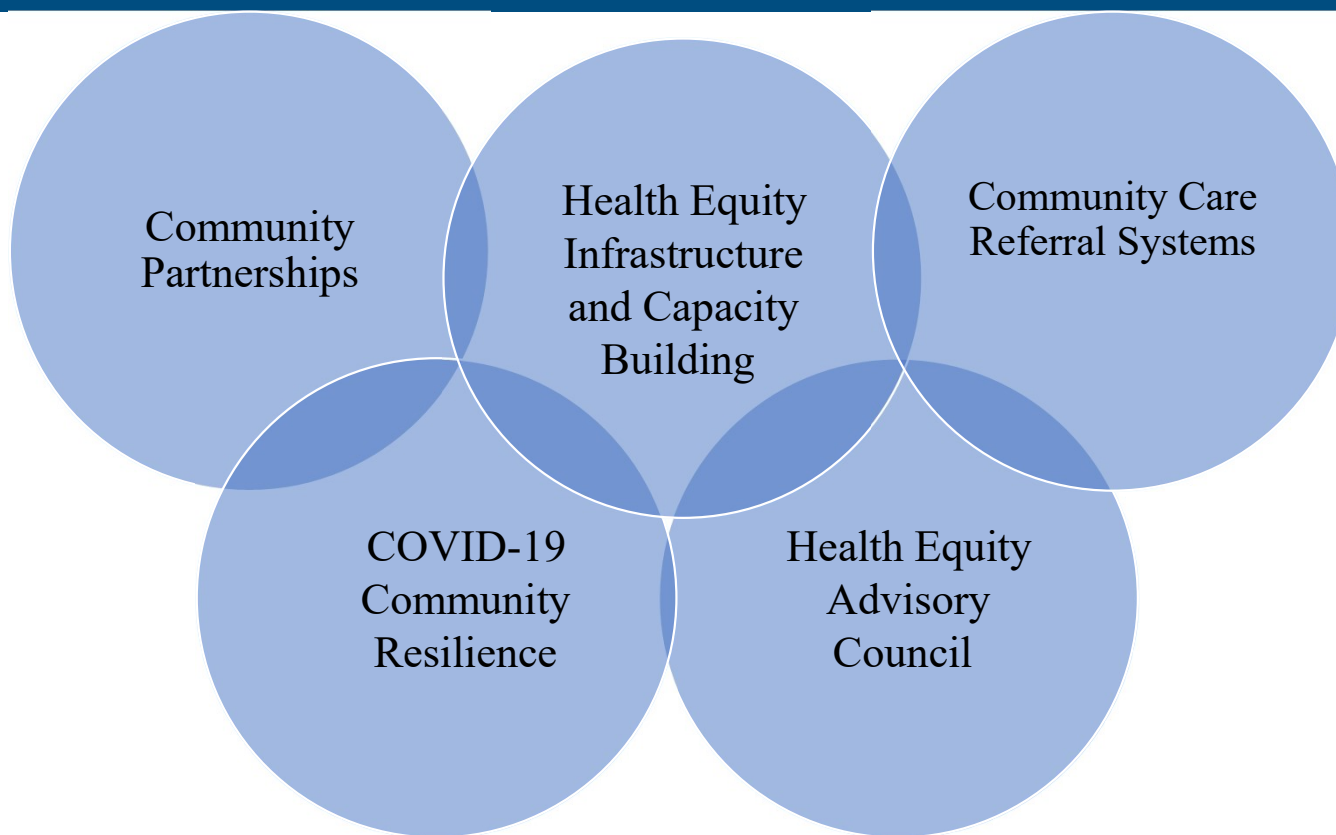 Community
Partnerships
Health Equity
Infrastructure
and Capacity
Building
Community Care
Referral Systems
COVID-19
Community
Resilience
Health Equity
Advisory
Council